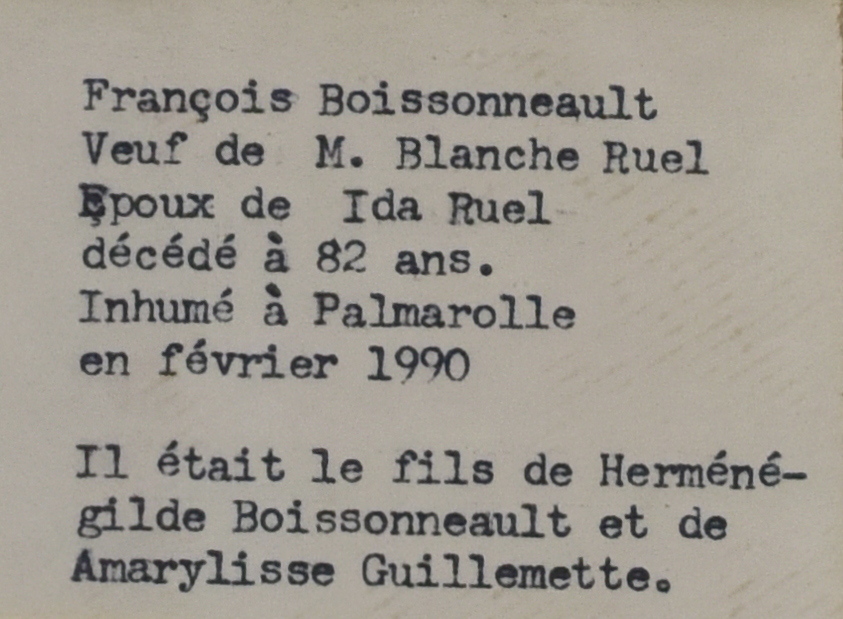 François Boissonneault
Veuf de M. Blanche Ruel
Epoux de Ida Ruel
décédé à 82 ans.
Inhumé à Palmarolle
en février 1990
Il était le fils de Herméné-
gilde Boissonneault et de
Amarylisse Guillemette.